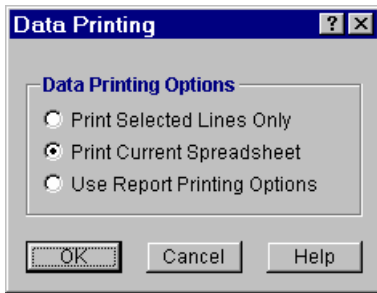 Data Printing
Data Printing Options
Print Selected Lines Only
Print Current Spreadsheet
Use Report Printing Options
OK Cancel Help